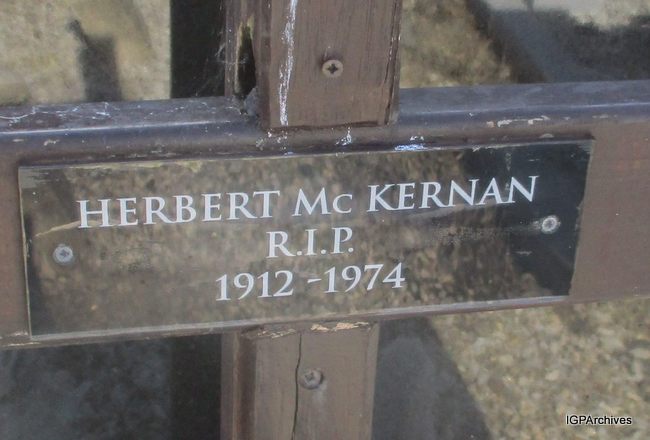 HERBERT Mc KERNAN
R.I.P.
1912 - 1974
IGPArchives